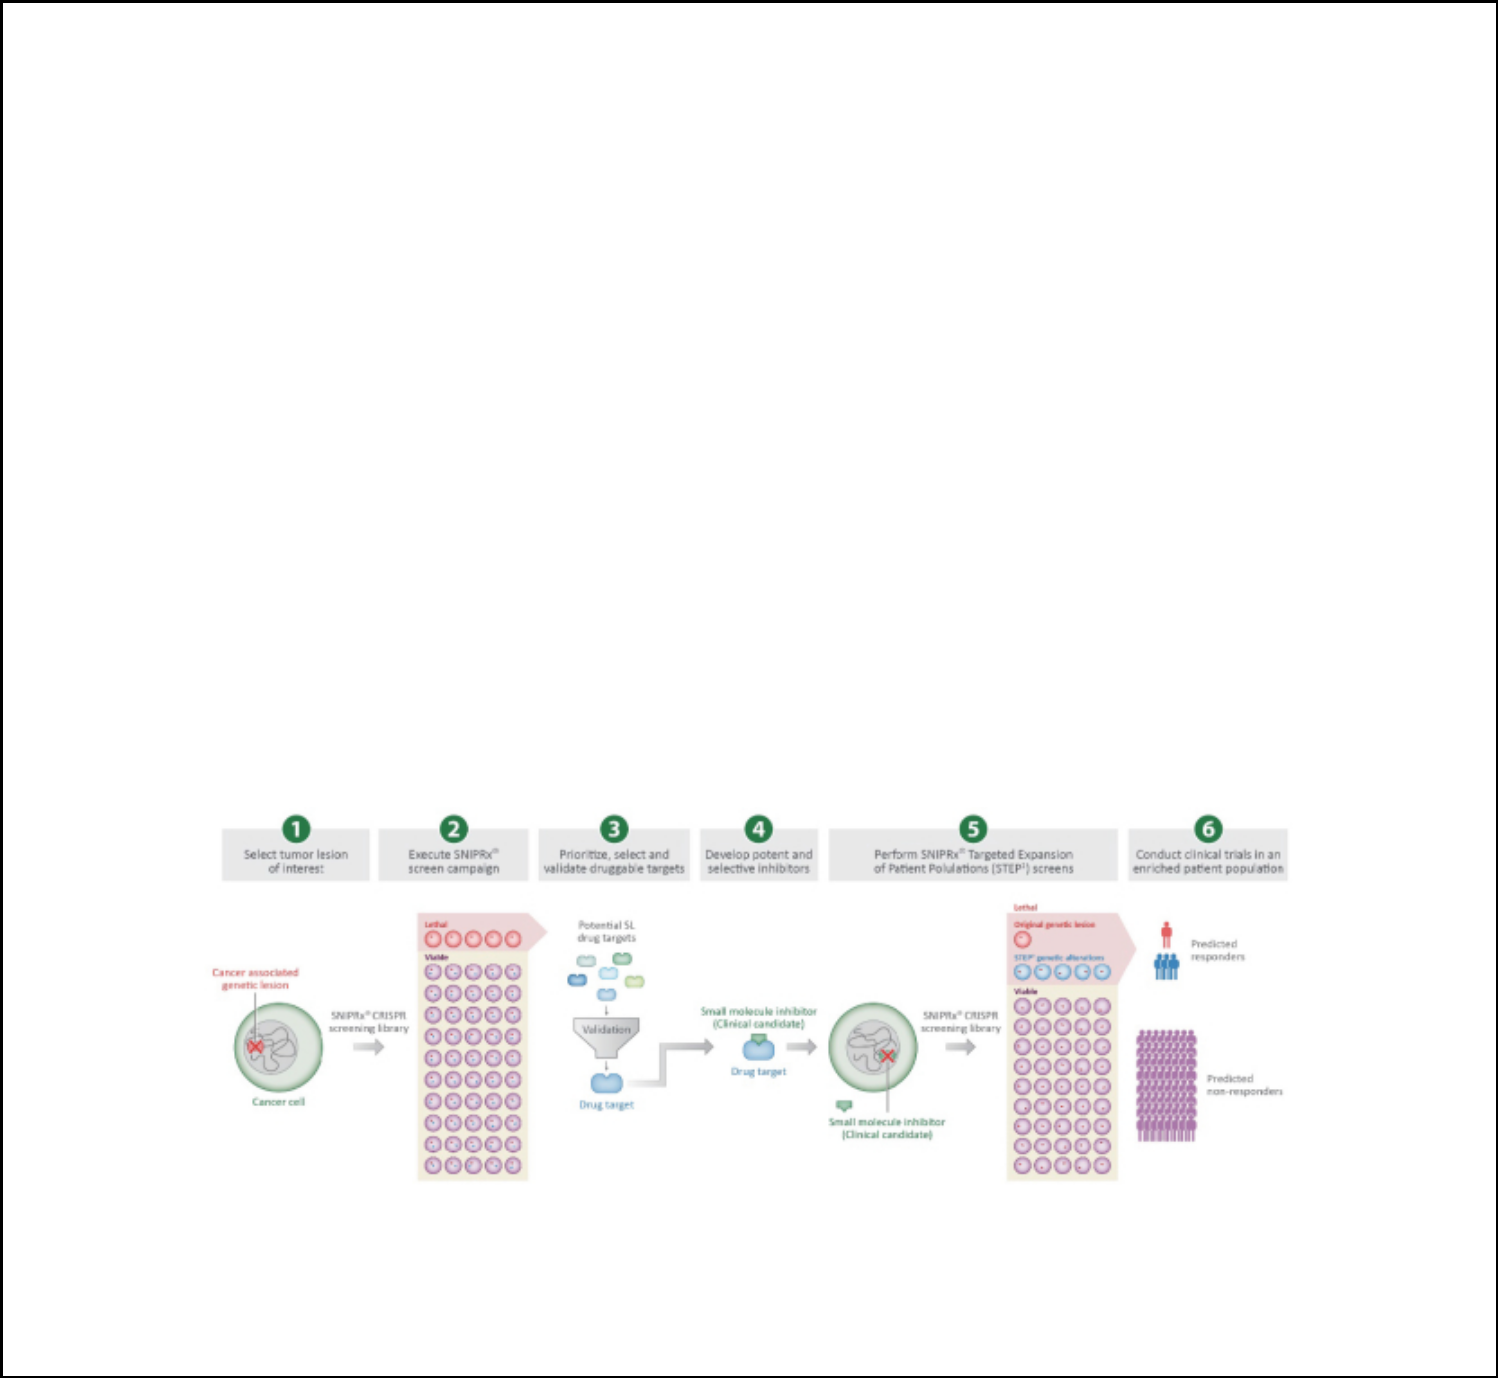 1
Select tumor lesion
of interest
2
Execute SNIPRx®
screen campaign
3
Prioritize, select and
validate druggable targets
4
Develop potent and
selective inhibitors
5
Perform SNIPRx® Targeted Expansion
of Patient Polulations (STEP²) screens
6
Conduct clinical trials in an
enriched patient population
Cancer associated
genetic lesion
Cancer cell
SNIPRx® CRISPR
screening library
Lethal
Viable
Potential SL
drug targets
Validation
Drug target
Small molecule inhibitor
(Clinical candidate)
Drug target
Small molecule inhibitor
(Clinical candidate)
SNIPRx® CRISPR
screening library
Lethal
Original genetic lesion
STEP² genetic alterations
Viable
Predicted
responders
Predicted
non-responders